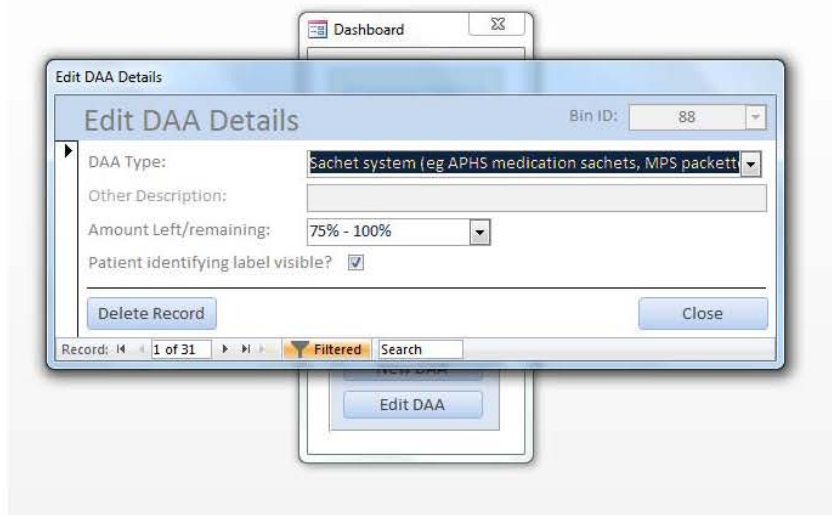 Dashboard
Edit DAA Details
Edit DAA Details
Bin ID: 88
DAA Type: Sachet system (eg APHS medication sachets, MPS packett
Other Description:
Amount Left/remaining: 75% - 100%
Patient identifying label visible?
Delete Record
Close
Record: 1 of 31 Filtered Search
New DAA
Edit DAA